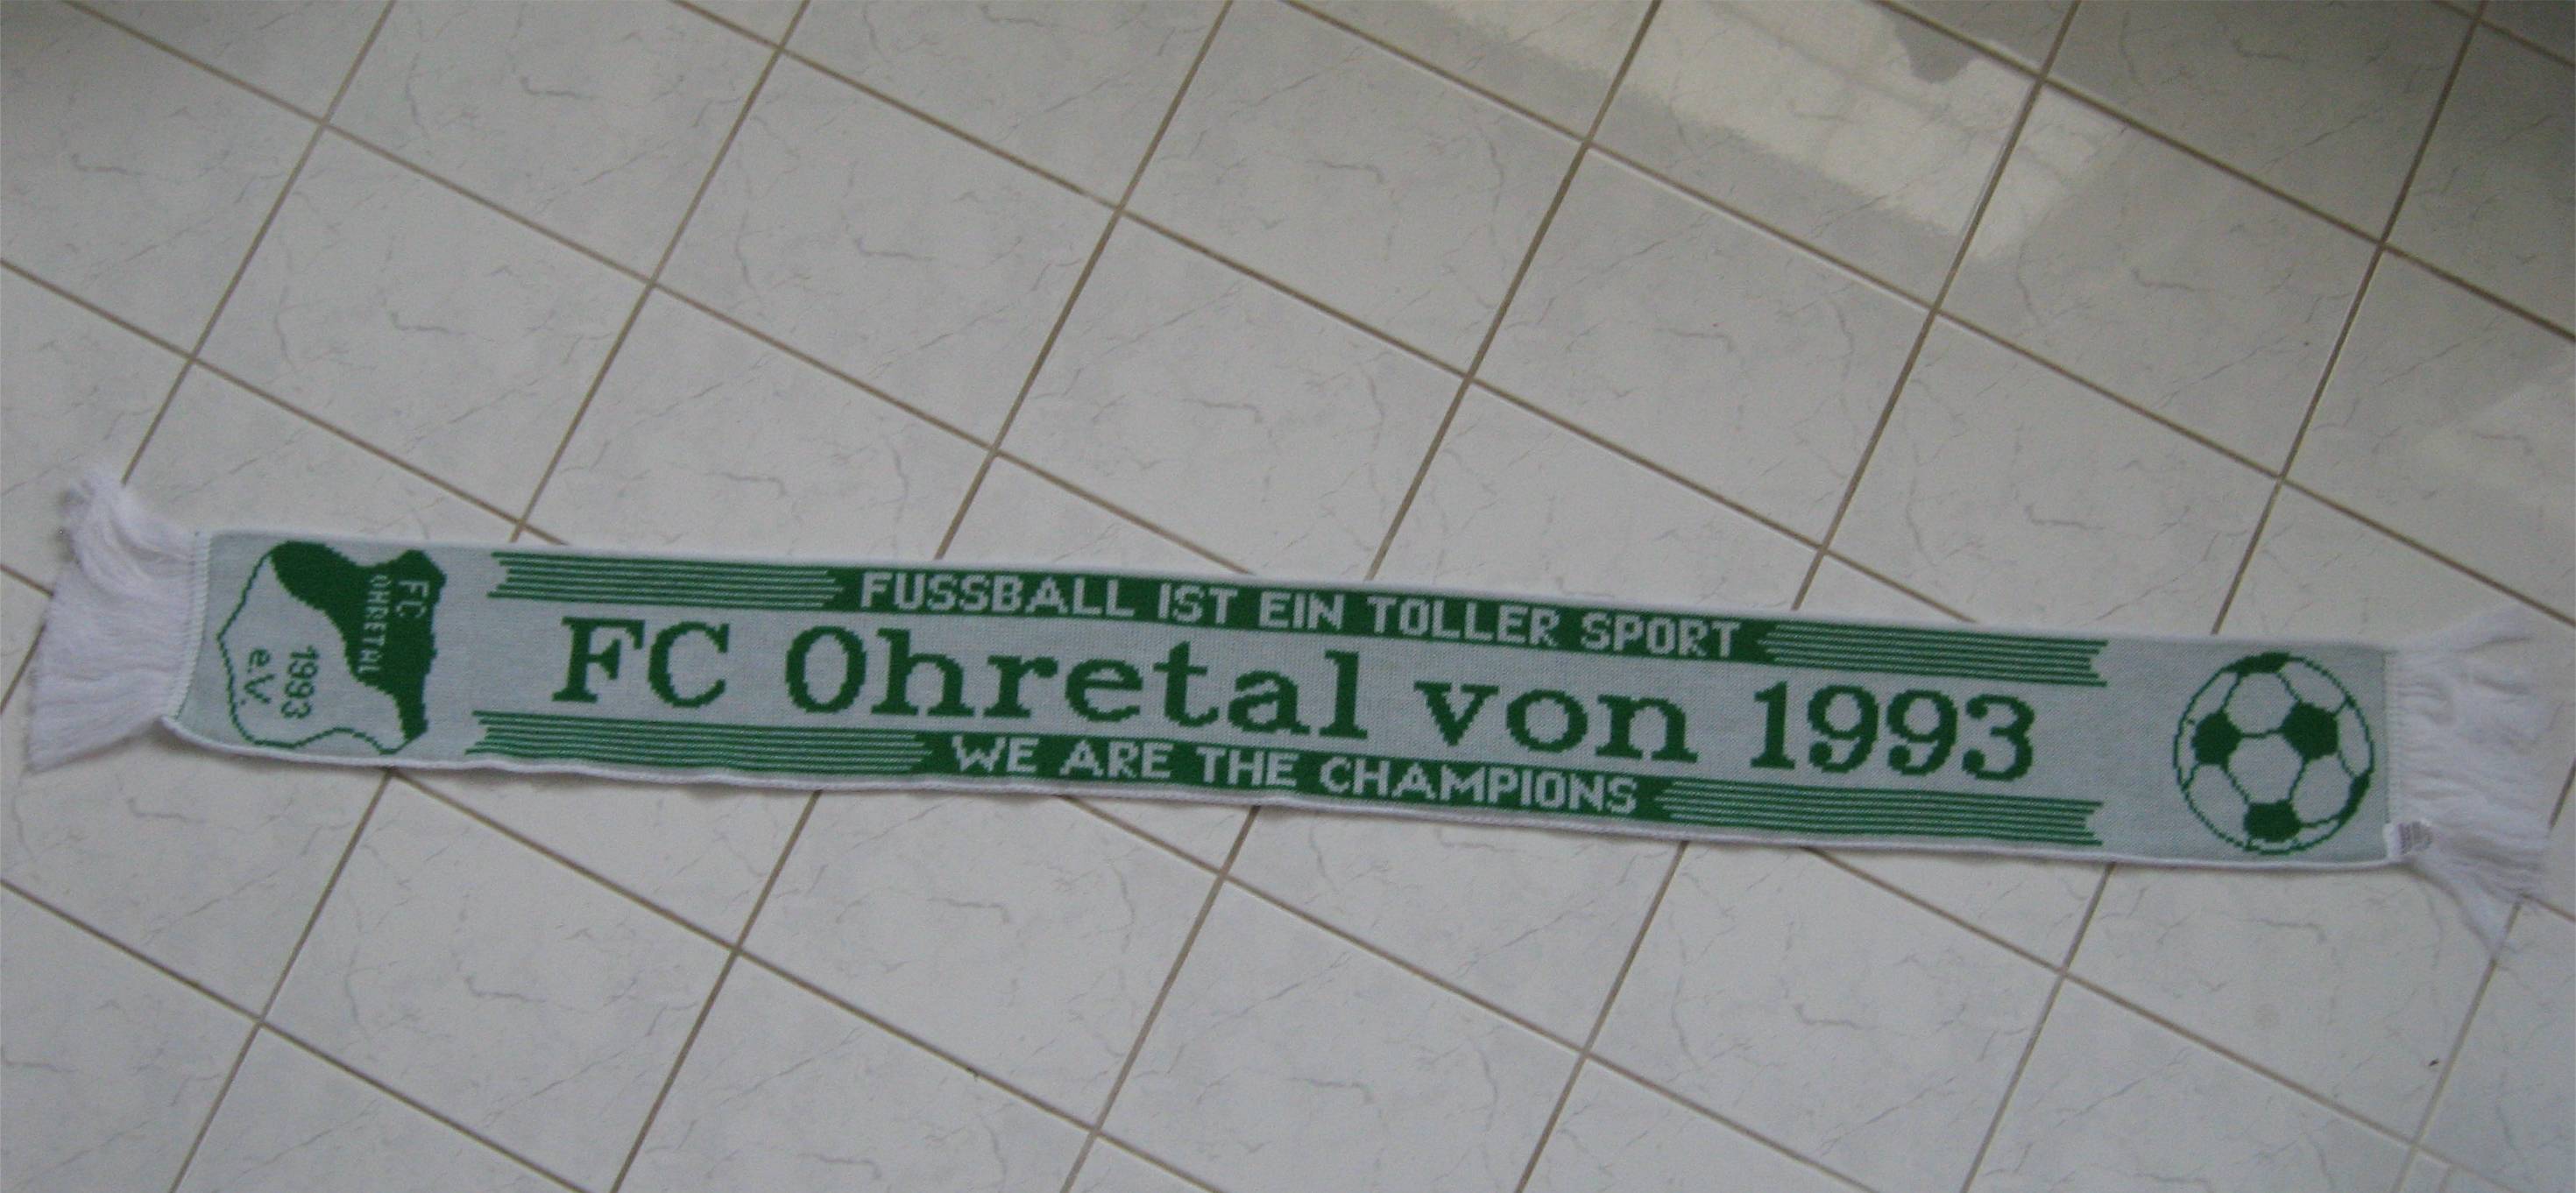 FC
OHRETAL
1993
e.V.
FUSSBALL IST EIN TOLLER SPORT
FC Ohretal von 1993
WE ARE THE CHAMPIONS